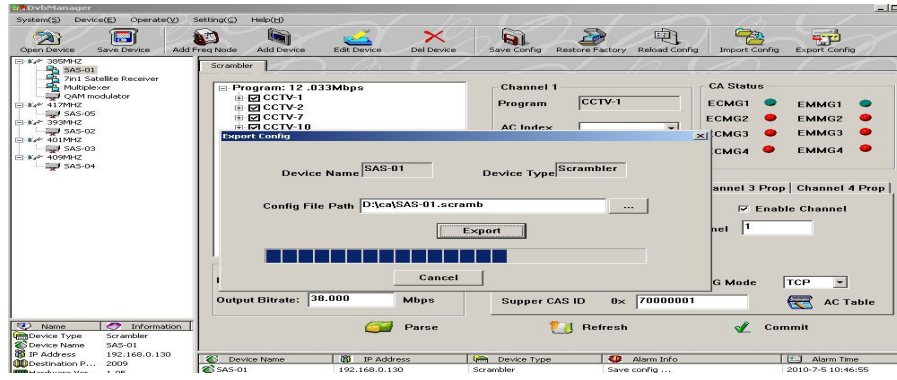 DvbManager
System(S) Device(E) Operate(V) Setting(C) Help(H)
Open Device Save Device Add Freq Node Add Device Edit Device Del Device Save Config Restore Factory Reload Config Import Config Export Config
385MHZ
SAS-01
7in1 Satellite Receiver
Multiplexer
QAM modulator
417MHZ
SAS-05
393MHZ
SAS-02
401MHZ
SAS-03
409MHZ
SAS-04
Scrambler
Program: 12 .033Mbps
CCTV-1
CCTV-2
CCTV-7
CCTV-10
Channel 1
Program CCTV-1
AC Index
CA Status
ECMG1 EMMG1
ECMG2 EMMG2
CMG3 EMMG3
CMG4 EMMG4
Export Config
Device Name SAS-01 Device Type Scrambler
Config File Path D:\ca\SAS-01.scramb ...
Export
Cancel
annel 3 Prop Channel 4 Prop
Enable Channel
nel 1
G Mode TCP
Output Bitrate: 38.000 Mbps
Supper CAS ID 0x 70000001 AC Table
Parse Refresh Commit
Name Information
Device Type Scrambler
Device Name SAS-01
IP Address 192.168.0.130
Destination P... 2009
Hardware Ver
Device Name IP Address Device Type Alarm Info Alarm Time
SAS-01 192.168.0.130 Scrambler Save config ... 2010-7-5 10:46:55